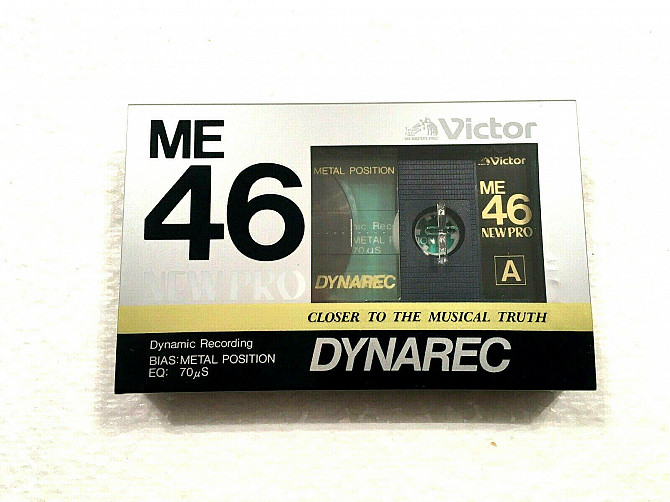 ME
46
NEW PRO
Victor
METAL POSITION
DYNAREC
Victor
ME
46
NEW PRO
A
CLOSER TO THE MUSICAL TRUTH
Dynamic Recording
BIAS:METAL POSITION
EQ: 70μS
DYNAREC